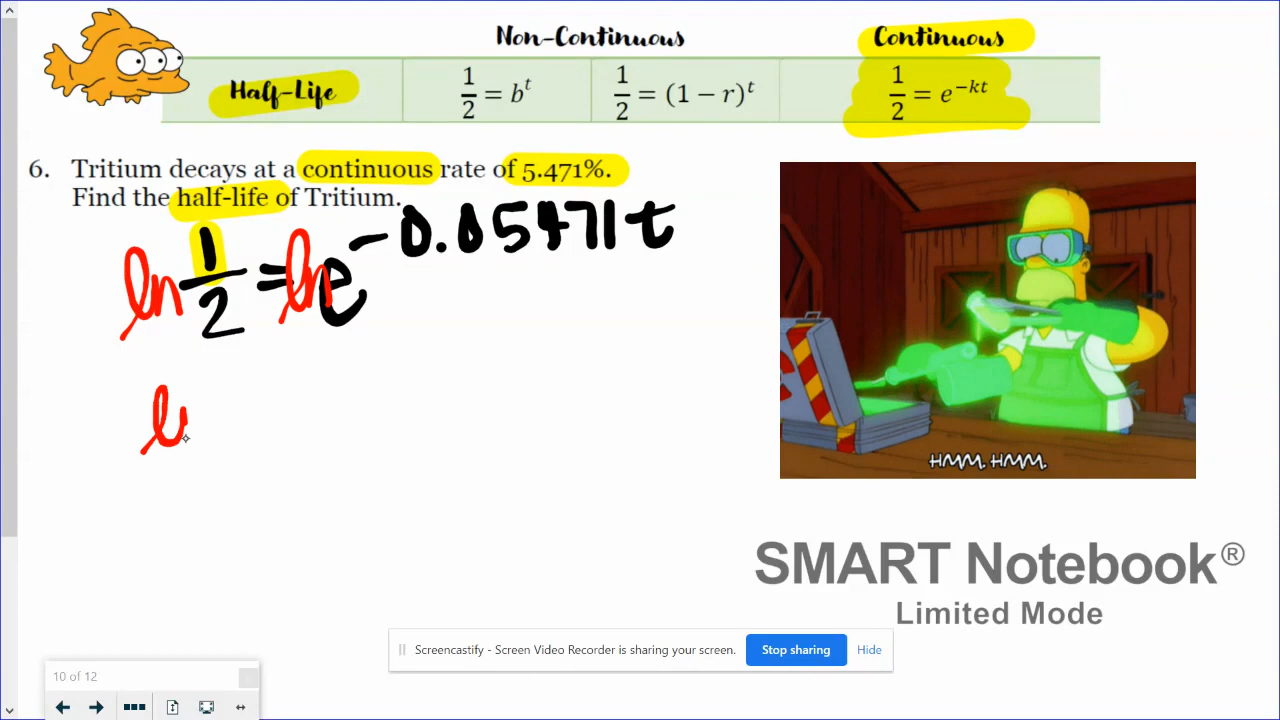 Non-Continuous Continuous
Half-Life 1/2 = b^t 1/2 = (1 − r)^t 1/2 = e^−kt
6. Tritium decays at a continuous rate of 5.471%.
Find the half-life of Tritium.
ln 1/2 = ln e^−0.05471t
HMM. HMM.
SMART Notebook®
Limited Mode
Screencastify - Screen Video Recorder is sharing your screen. Stop sharing Hide
10 of 12